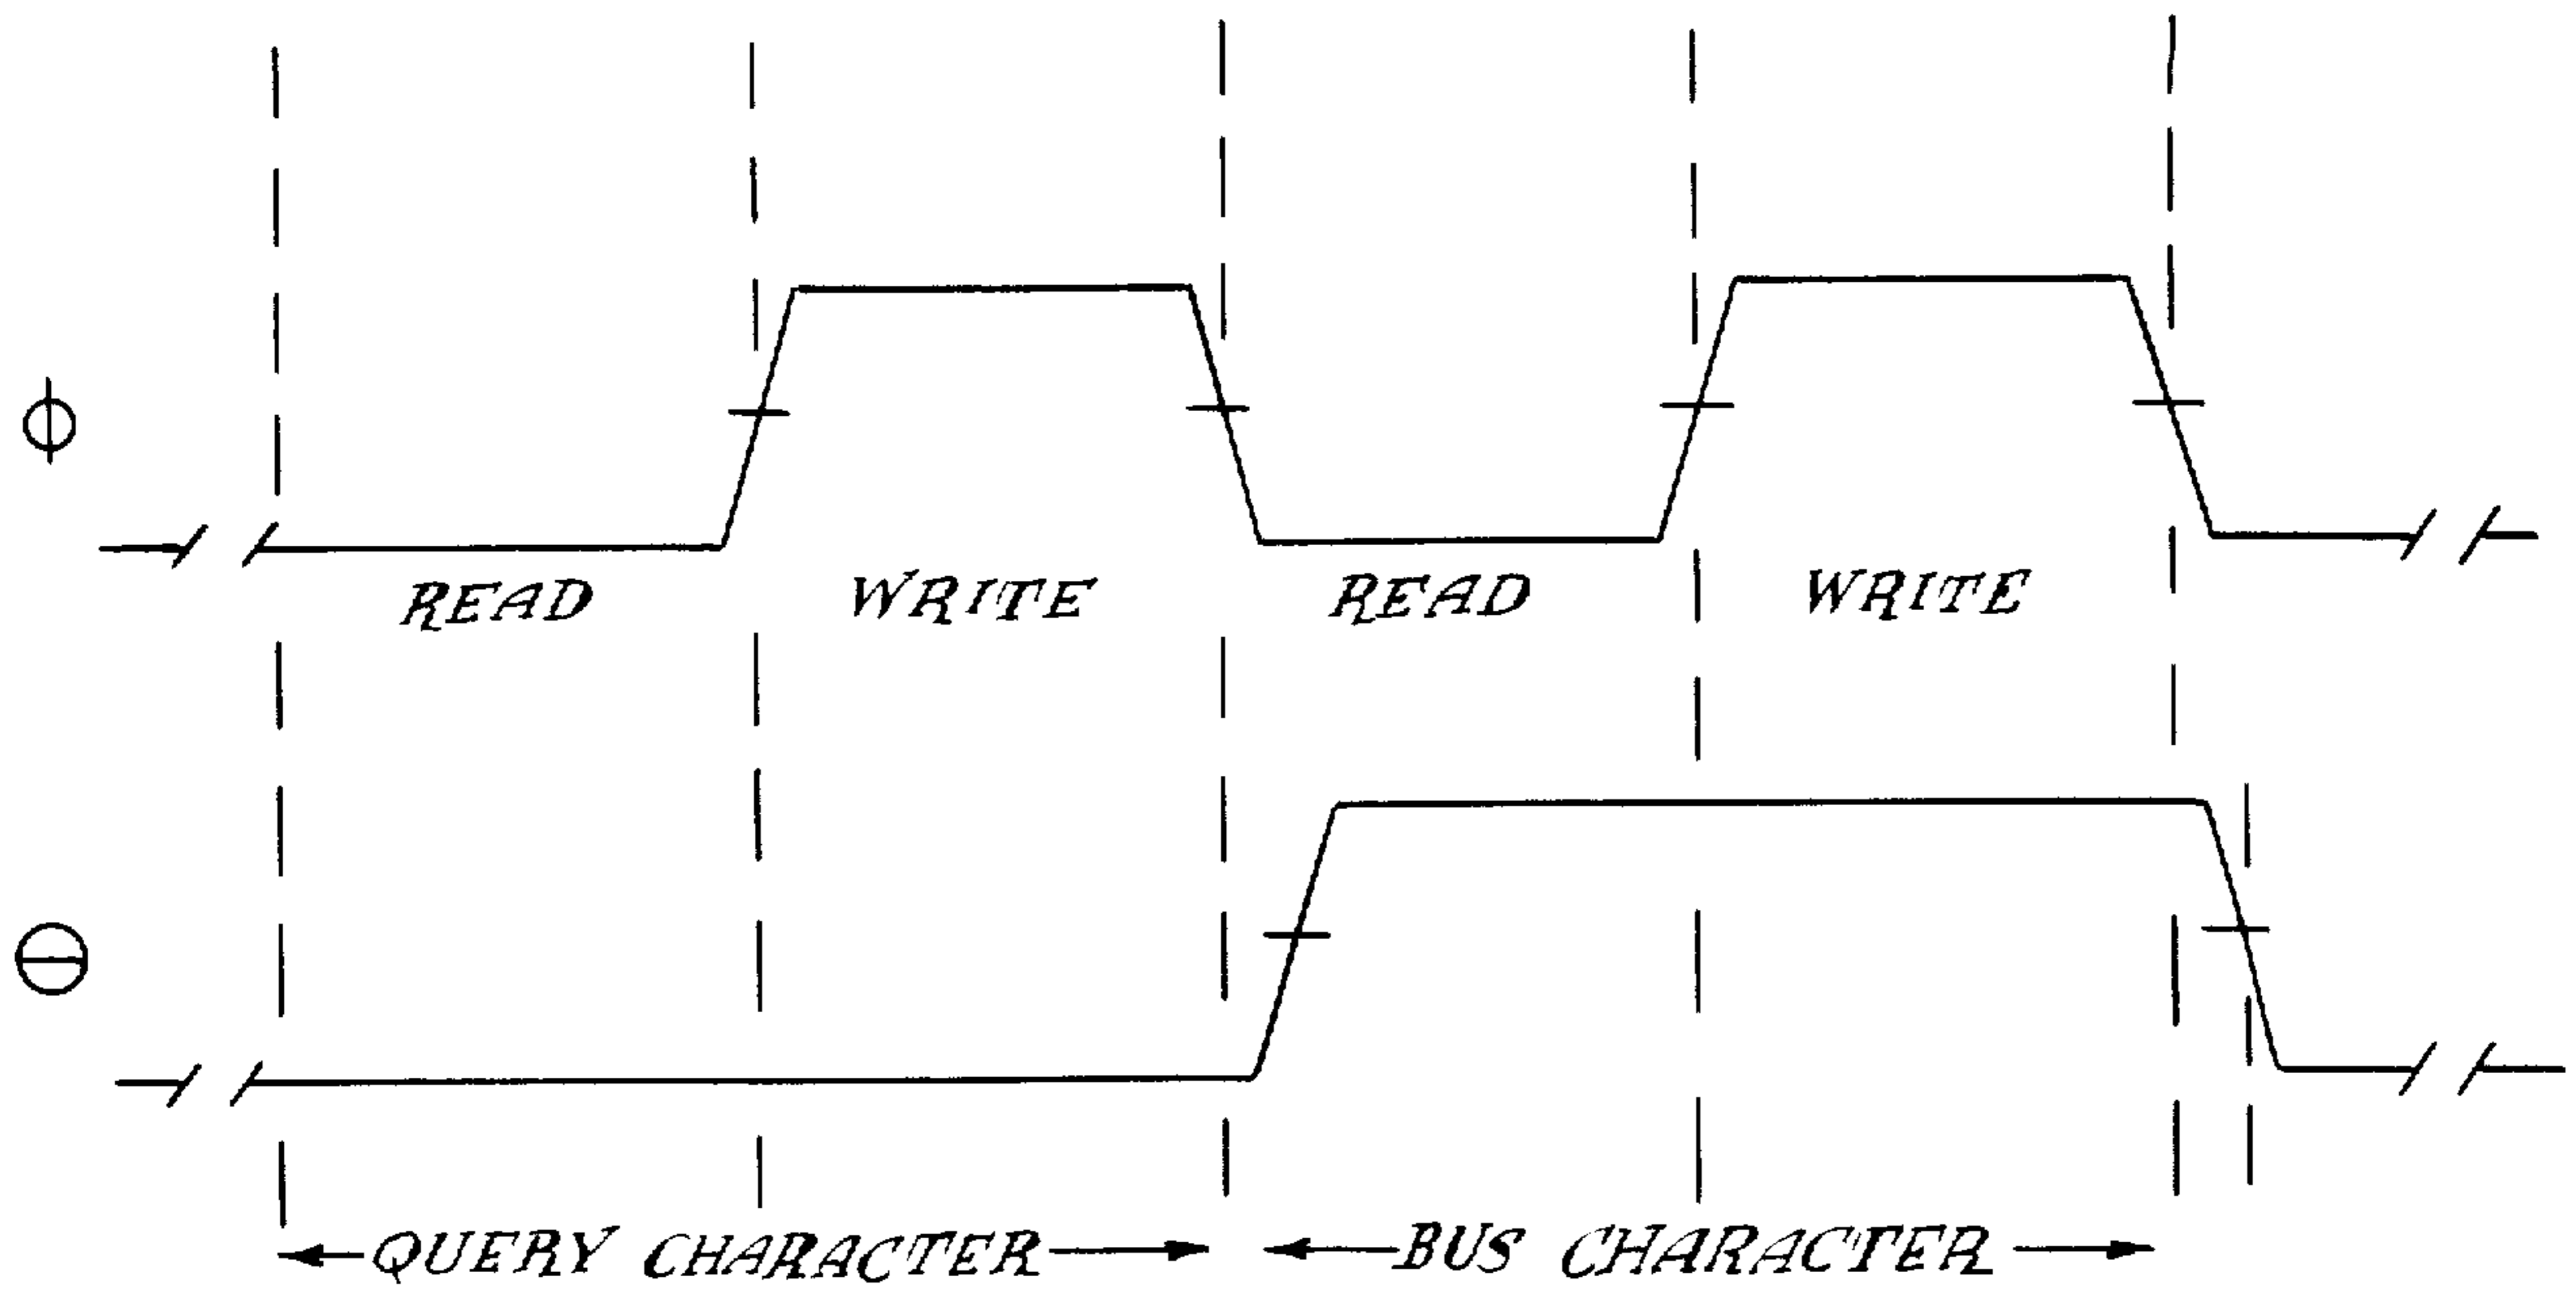 ϕ
READ WRITE READ WRITE
⊖
QUERY CHARACTER BUS CHARACTER